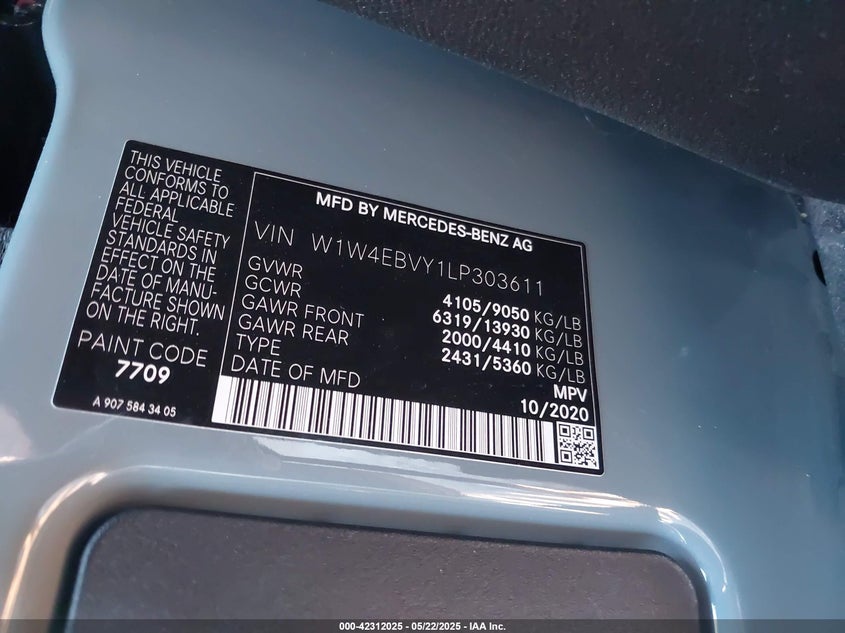 THIS VEHICLE
CONFORMS TO
ALL APPLICABLE
FEDERAL
VEHICLE SAFETY
STANDARDS IN
EFFECT ON THE
DATE OF MANU-
FACTURE SHOWN
ON THE RIGHT.
PAINT CODE
7709
A 907 584 34 05
MFD BY MERCEDES-BENZ AG
VIN W1W4EBVY1LP303611
GVWR 4105/9050 KG/LB
GCWR 6319/13930 KG/LB
GAWR FRONT 2000/4410 KG/LB
GAWR REAR 2431/5360 KG/LB
TYPE MPV
DATE OF MFD 10/2020
000-42312025 - 05/22/2025 - IAA Inc.